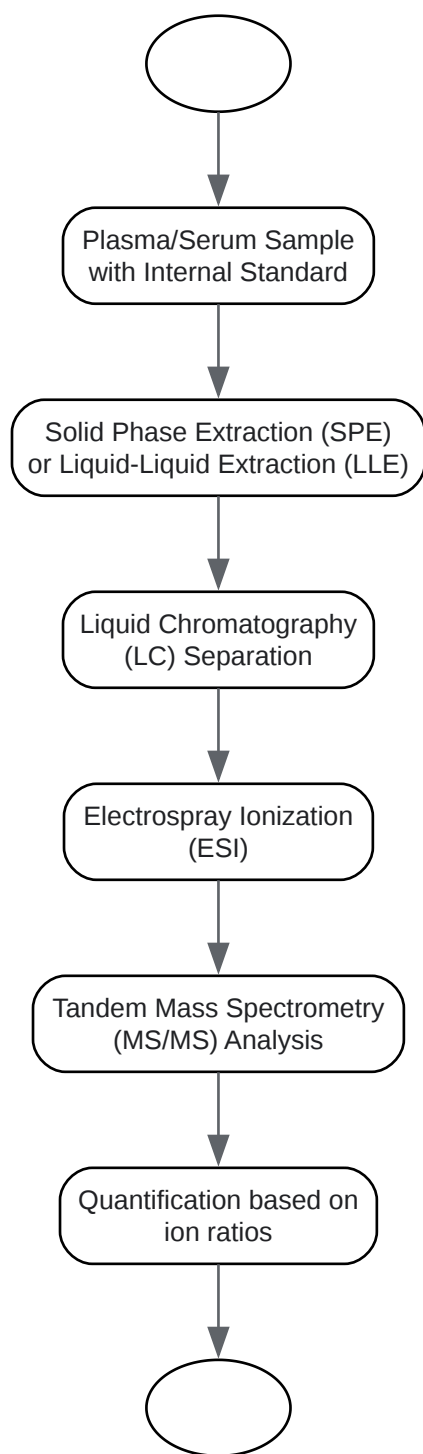 Plasma/Serum Sample
with Internal Standard
Solid Phase Extraction (SPE)
or Liquid-Liquid Extraction (LLE)
Liquid Chromatography
(LC) Separation
Electrospray Ionization
(ESI)
Tandem Mass Spectrometry
(MS/MS) Analysis
Quantification based on
ion ratios